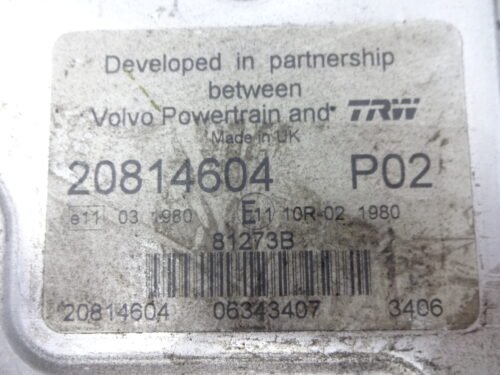 Developed in partnership
between
Volvo Powertrain and TRW
Made in UK
20814604 P02
e11 03 1980 E11 10R-02 1980
81273B
20814604 06343407 3406